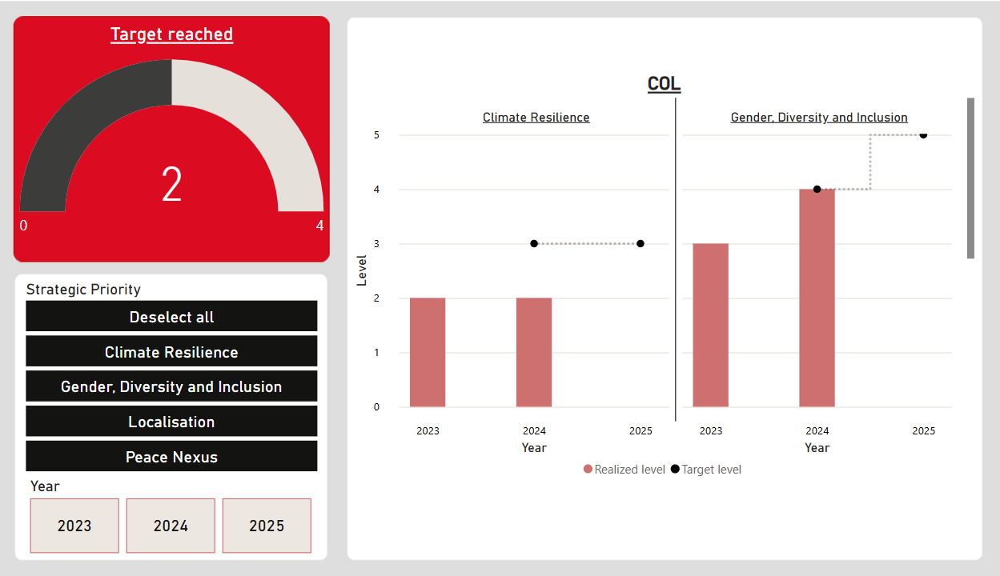 Target reached
2
0
4
Strategic Priority
Deselect all
Climate Resilience
Gender, Diversity and Inclusion
Localisation
Peace Nexus
Year
2023
2024
2025
COL
Climate Resilience
Gender, Diversity and Inclusion
Level
5
4
3
2
1
0
2023 2024 2025
Year
2023 2024 2025
Year
Realized level Target level